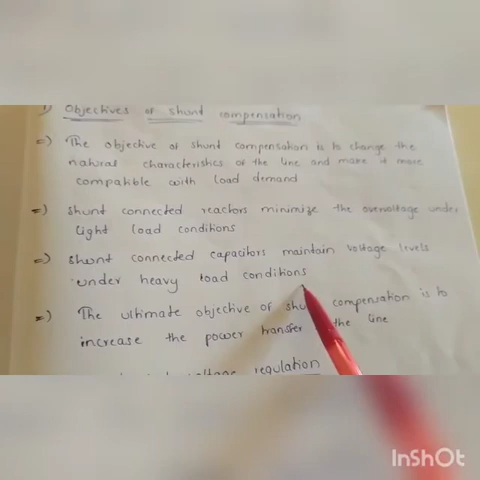 1) Objectives of shunt compensation
=) The objective of shunt compensation is to change the
natural characteristics of the line and make it more
compatible with load demand
=) shunt connected reactors minimize the overvoltage under
light load conditions
=) shunt connected capacitors maintain voltage levels
under heavy load conditions
=) The ultimate objective of shu compensation is to
increase the power transfer the line
voltage regulation
InShOt